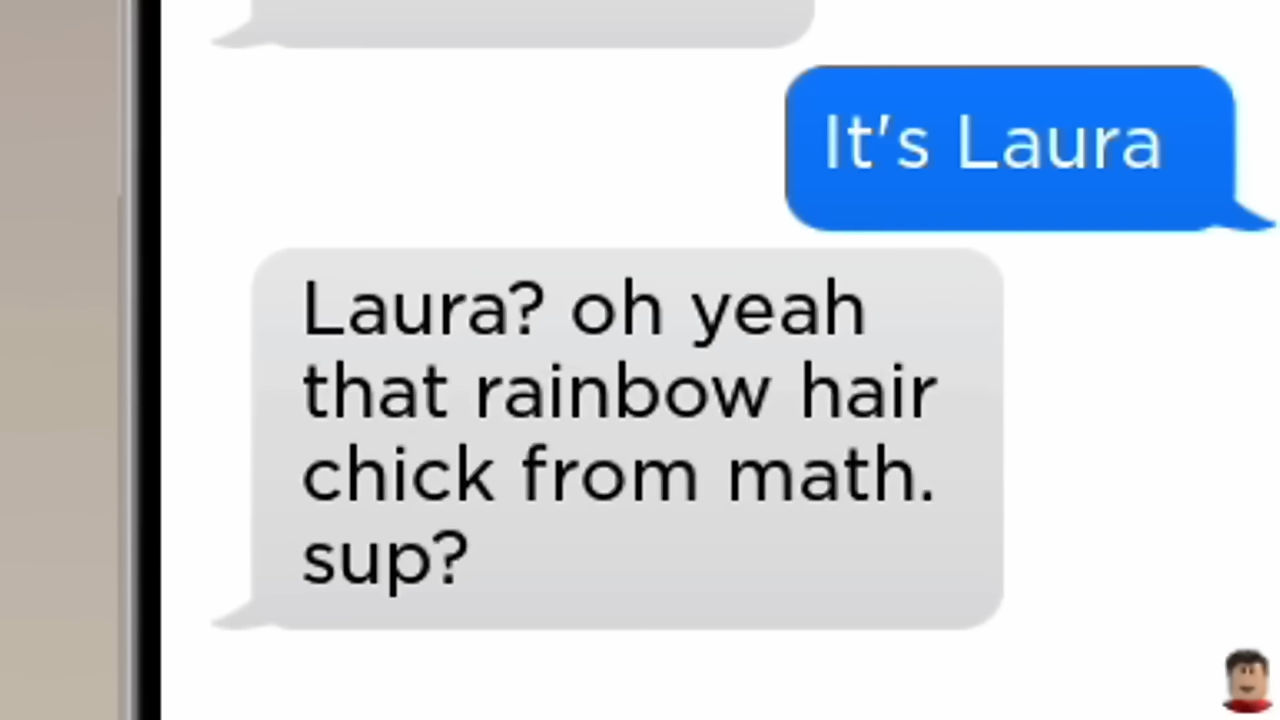 It's Laura
Laura? oh yeah
that rainbow hair
chick from math.
sup?